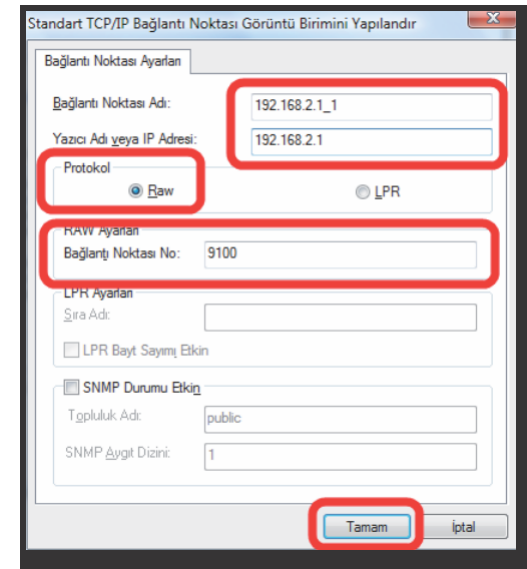 Standart TCP/IP Bağlantı Noktası Görüntü Birimini Yapılandır
Bağlantı Noktası Ayarları
Bağlantı Noktası Adı: 192.168.2.1_1
Yazıcı Adı veya IP Adresi: 192.168.2.1
Protokol
Raw LPR
RAW Ayarları
Bağlantı Noktası No: 9100
LPR Ayarları
Sıra Adı:
LPR Bayt Sayımı Etkin
SNMP Durumu Etkin
Topluluk Adı: public
SNMP Aygıt Dizini: 1
Tamam İptal